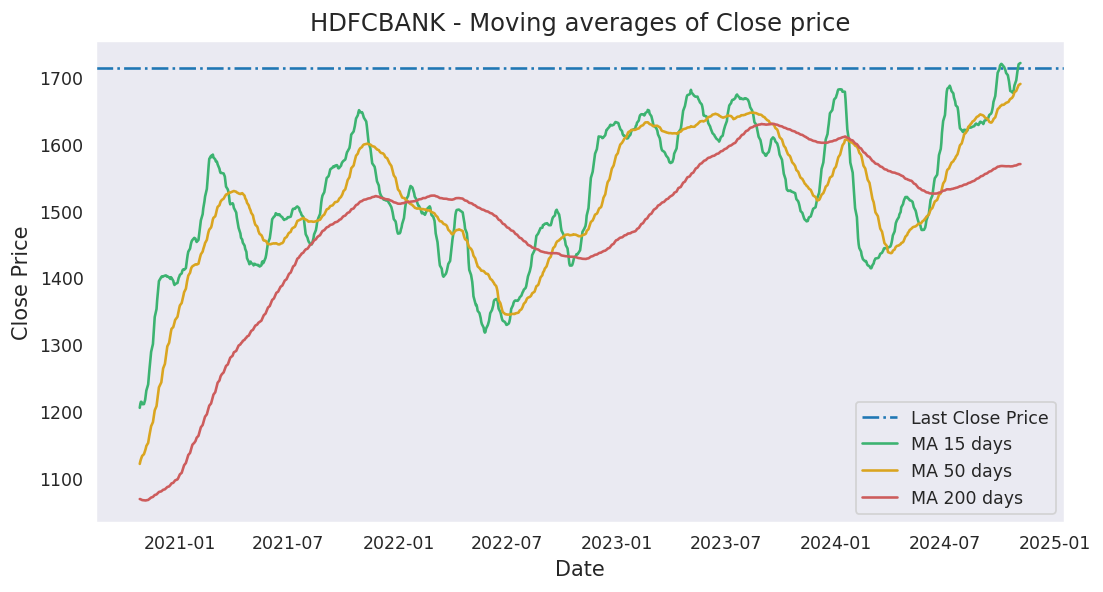 HDFCBANK - Moving averages of Close price
Close Price
1700
1600
1500
1400
1300
1200
1100
Last Close Price
MA 15 days
MA 50 days
MA 200 days
2021-01 2021-07 2022-01 2022-07 2023-01 2023-07 2024-01 2024-07 2025-01
Date